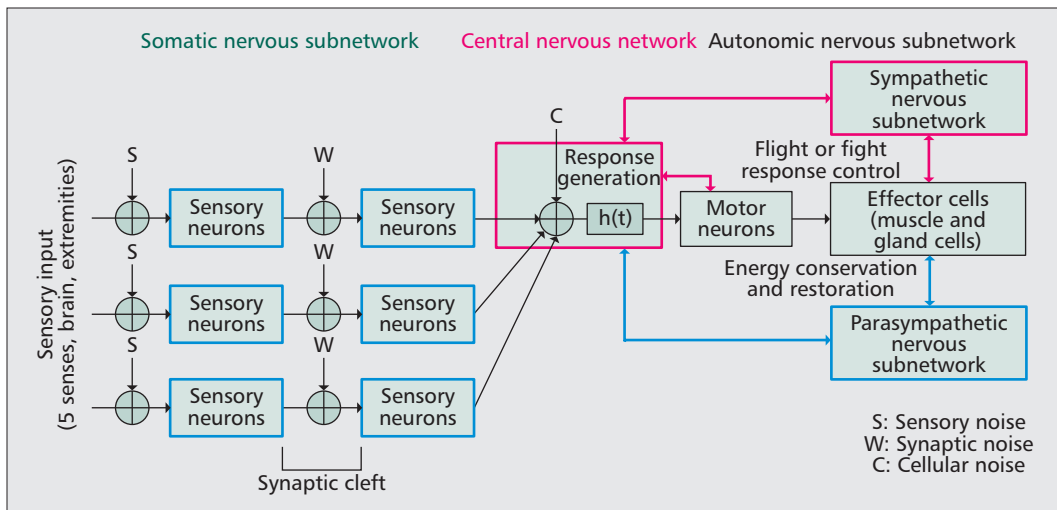 Somatic nervous subnetwork
Central nervous network
Autonomic nervous subnetwork
Sympathetic
nervous
subnetwork
C
S
W
Response
generation
Flight or fight
response control
Sensory input
(5 senses, brain, extremities)
Sensory
neurons
Sensory
neurons
h(t)
Motor
neurons
Effector cells
(muscle and
gland cells)
S
W
Energy conservation
and restoration
Sensory
neurons
Sensory
neurons
Parasympathetic
nervous
subnetwork
S
W
Sensory
neurons
Sensory
neurons
Synaptic cleft
S: Sensory noise
W: Synaptic noise
C: Cellular noise